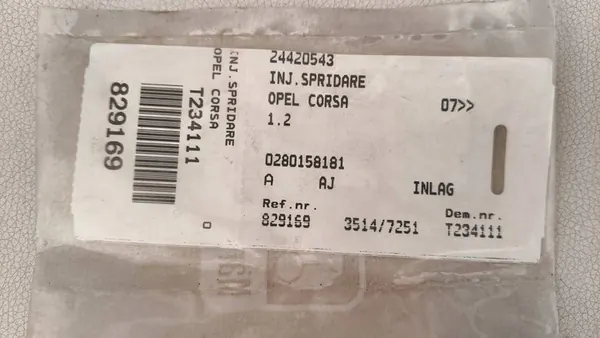 24420543
INJ.SPRIDARE
OPEL CORSA 07>>
1.2
0280158181
A AJ INLAG
Ref.nr. Dem.nr.
829169 3514/7251 T234111
INJ.SPRIDARE
OPEL CORSA 0
T234111
829169